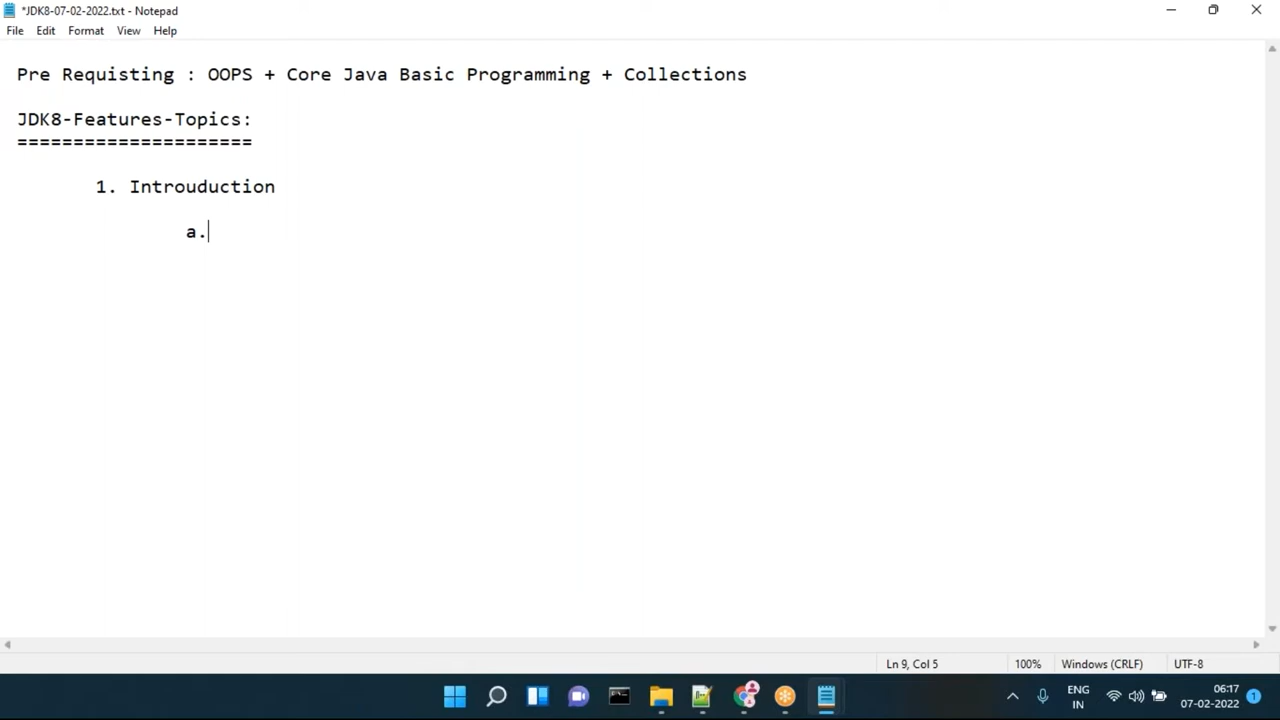 *JDK8-07-02-2022.txt - Notepad
File Edit Format View Help
Pre Requisting : OOPS + Core Java Basic Programming + Collections
JDK8-Features-Topics:
=====================
1. Introuduction
a.
Ln 9, Col 5 100% Windows (CRLF) UTF-8
ENG
IN
06:17
07-02-2022
1